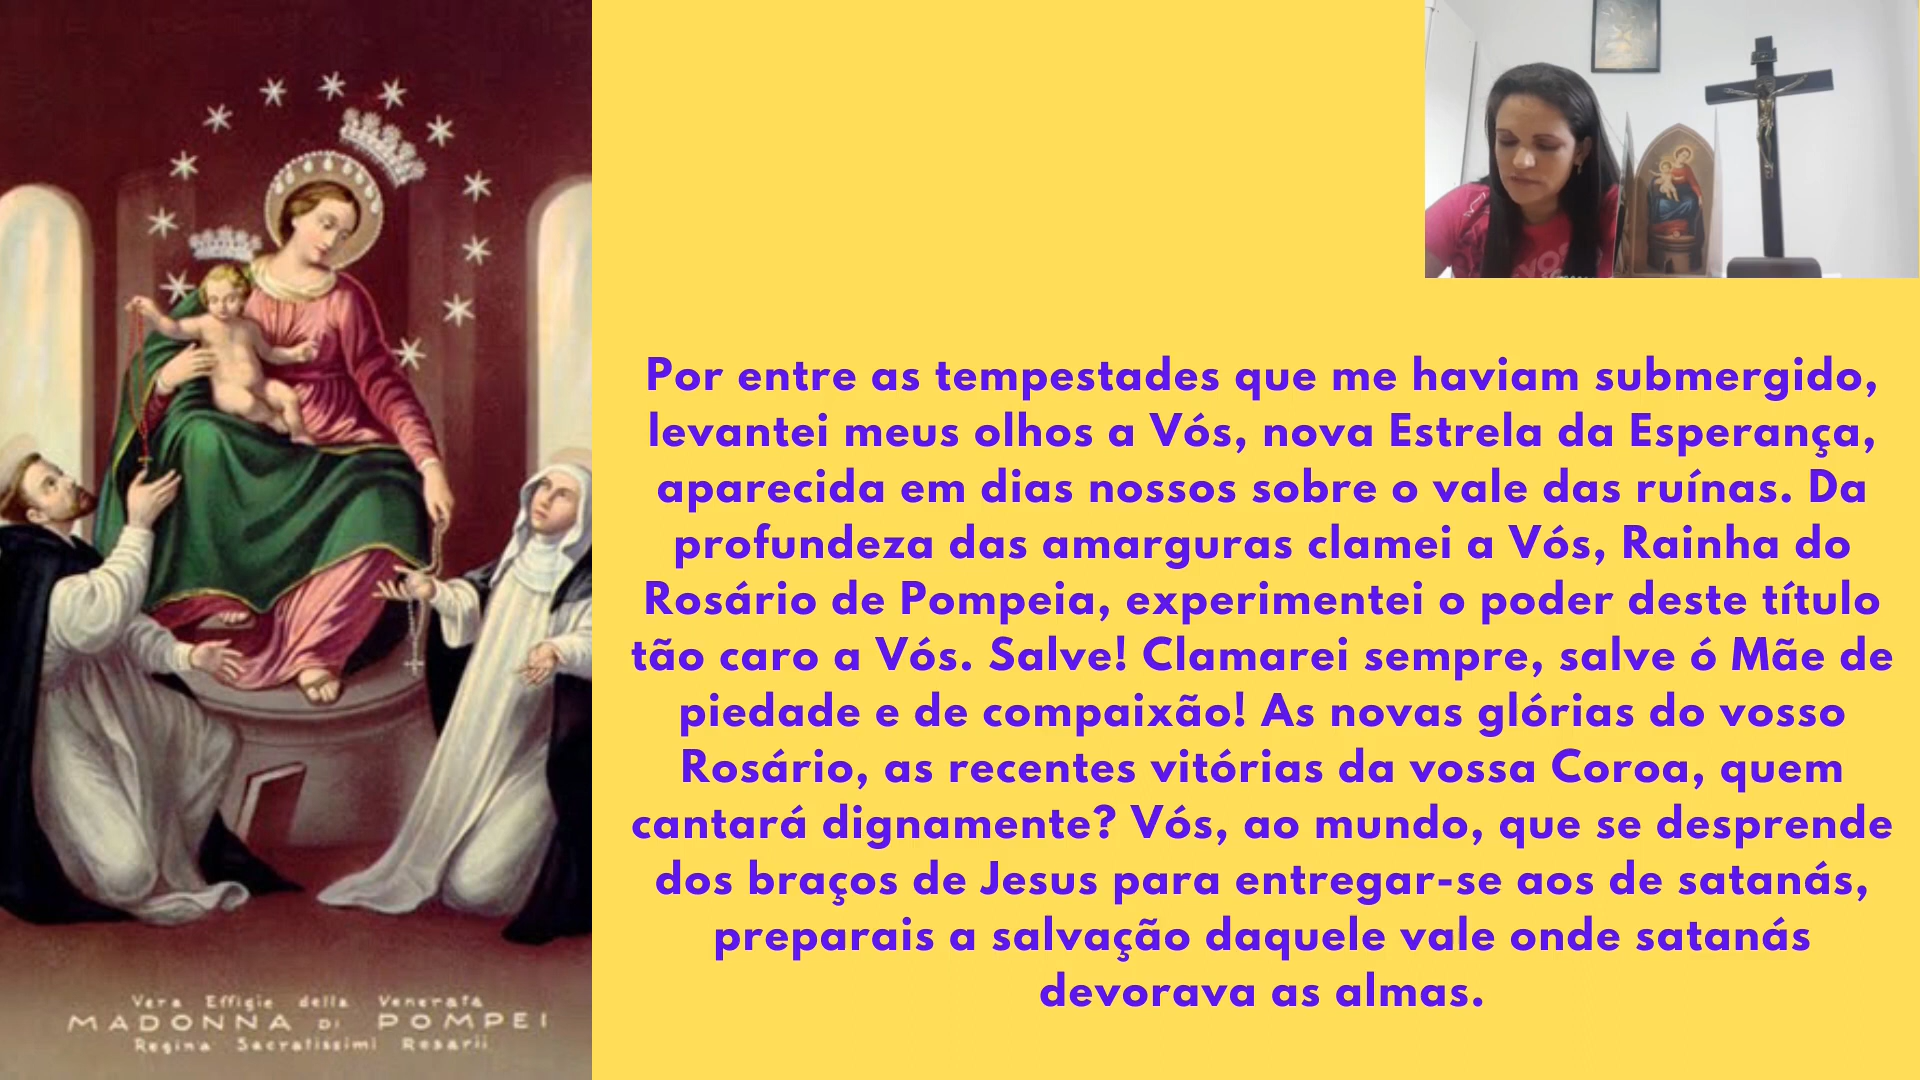 Por entre as tempestades que me haviam submergido,
levantei meus olhos a Vós, nova Estrela da Esperança,
aparecida em dias nossos sobre o vale das ruínas. Da
profundeza das amarguras clamei a Vós, Rainha do
Rosário de Pompeia, experimentei o poder deste título
tão caro a Vós. Salve! Clamarei sempre, salve ó Mãe de
piedade e de compaixão! As novas glórias do vosso
Rosário, as recentes vitórias da vossa Coroa, quem
cantará dignamente? Vós, ao mundo, que se desprende
dos braços de Jesus para entregar-se aos de satanás,
preparais a salvação daquele vale onde satanás
devorava as almas.
Vera Effigie della Venerata
MADONNA DI POMPEI
Regina Sacratissimi Rosarii